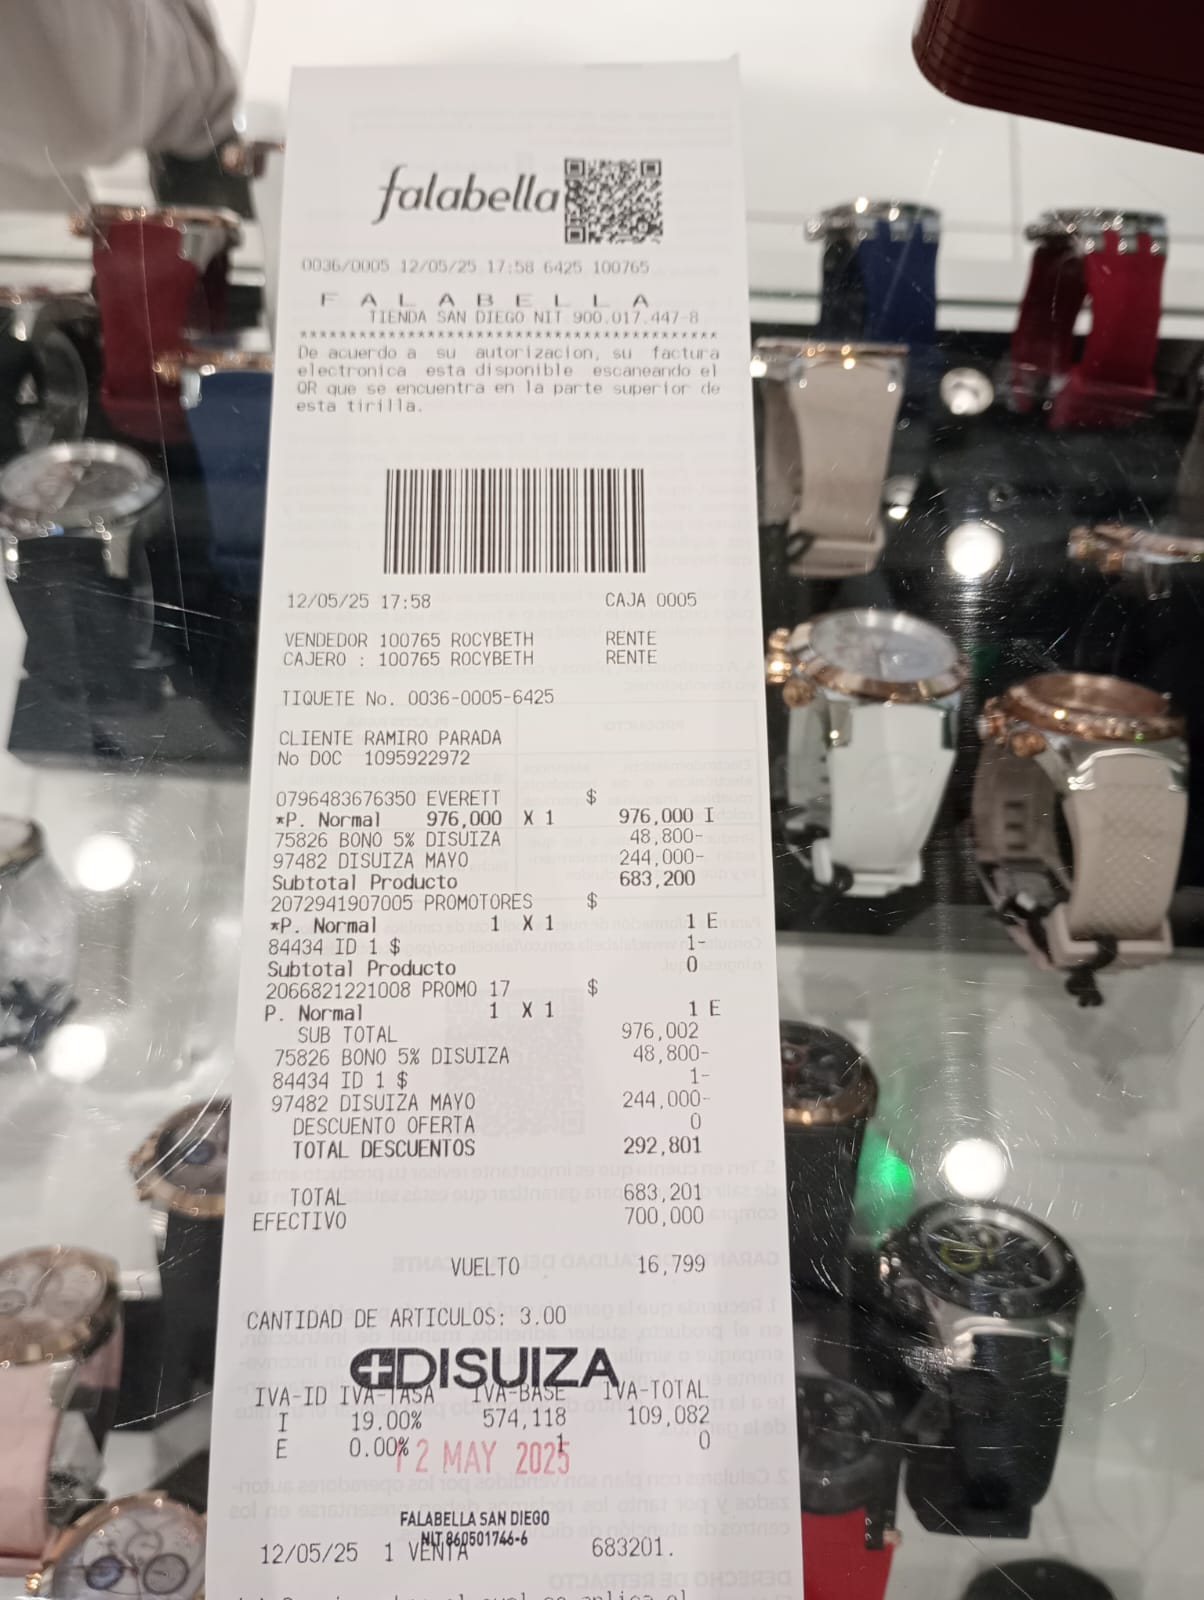 falabella
0036/0005 12/05/25 17:58 6425 100765
F A L A B E L L A
TIENDA SAN DIEGO NIT 900.017.447-8
******************************************
De acuerdo a su autorizacion, su factura
electronica esta disponible escaneando el
QR que se encuentra en la parte superior de
esta tirilla.
12/05/25 17:58 CAJA 0005
VENDEDOR 100765 ROCYBETH RENTE
CAJERO : 100765 ROCYBETH RENTE
TIQUETE No. 0036-0005-6425
CLIENTE RAMIRO PARADA
No DOC 1095922972
0796483676350 EVERETT $
*P. Normal 976,000 X 1 976,000 I
75826 BONO 5% DISUIZA 48,800-
97482 DISUIZA MAYO 244,000-
Subtotal Producto 683,200
2072941907005 PROMOTORES $
*P. Normal 1 X 1 1 E
84434 ID 1 $ 1-
Subtotal Producto 0
2066821221008 PROMO 17 $
P. Normal 1 X 1 1 E
SUB TOTAL 976,002
75826 BONO 5% DISUIZA 48,800-
84434 ID 1 $ 1-
97482 DISUIZA MAYO 244,000-
DESCUENTO OFERTA 0
TOTAL DESCUENTOS 292,801
TOTAL 683,201
EFECTIVO 700,000
VUELTO 16,799
CANTIDAD DE ARTICULOS: 3.00
DISUIZA
IVA-ID IVA-TASA IVA-BASE IVA-TOTAL
I 19.00% 574,118 109,082
E 0.00% 1 0
12 MAY 2025
FALABELLA SAN DIEGO
NIT 860501746-6
12/05/25 1 VENTA 683201.